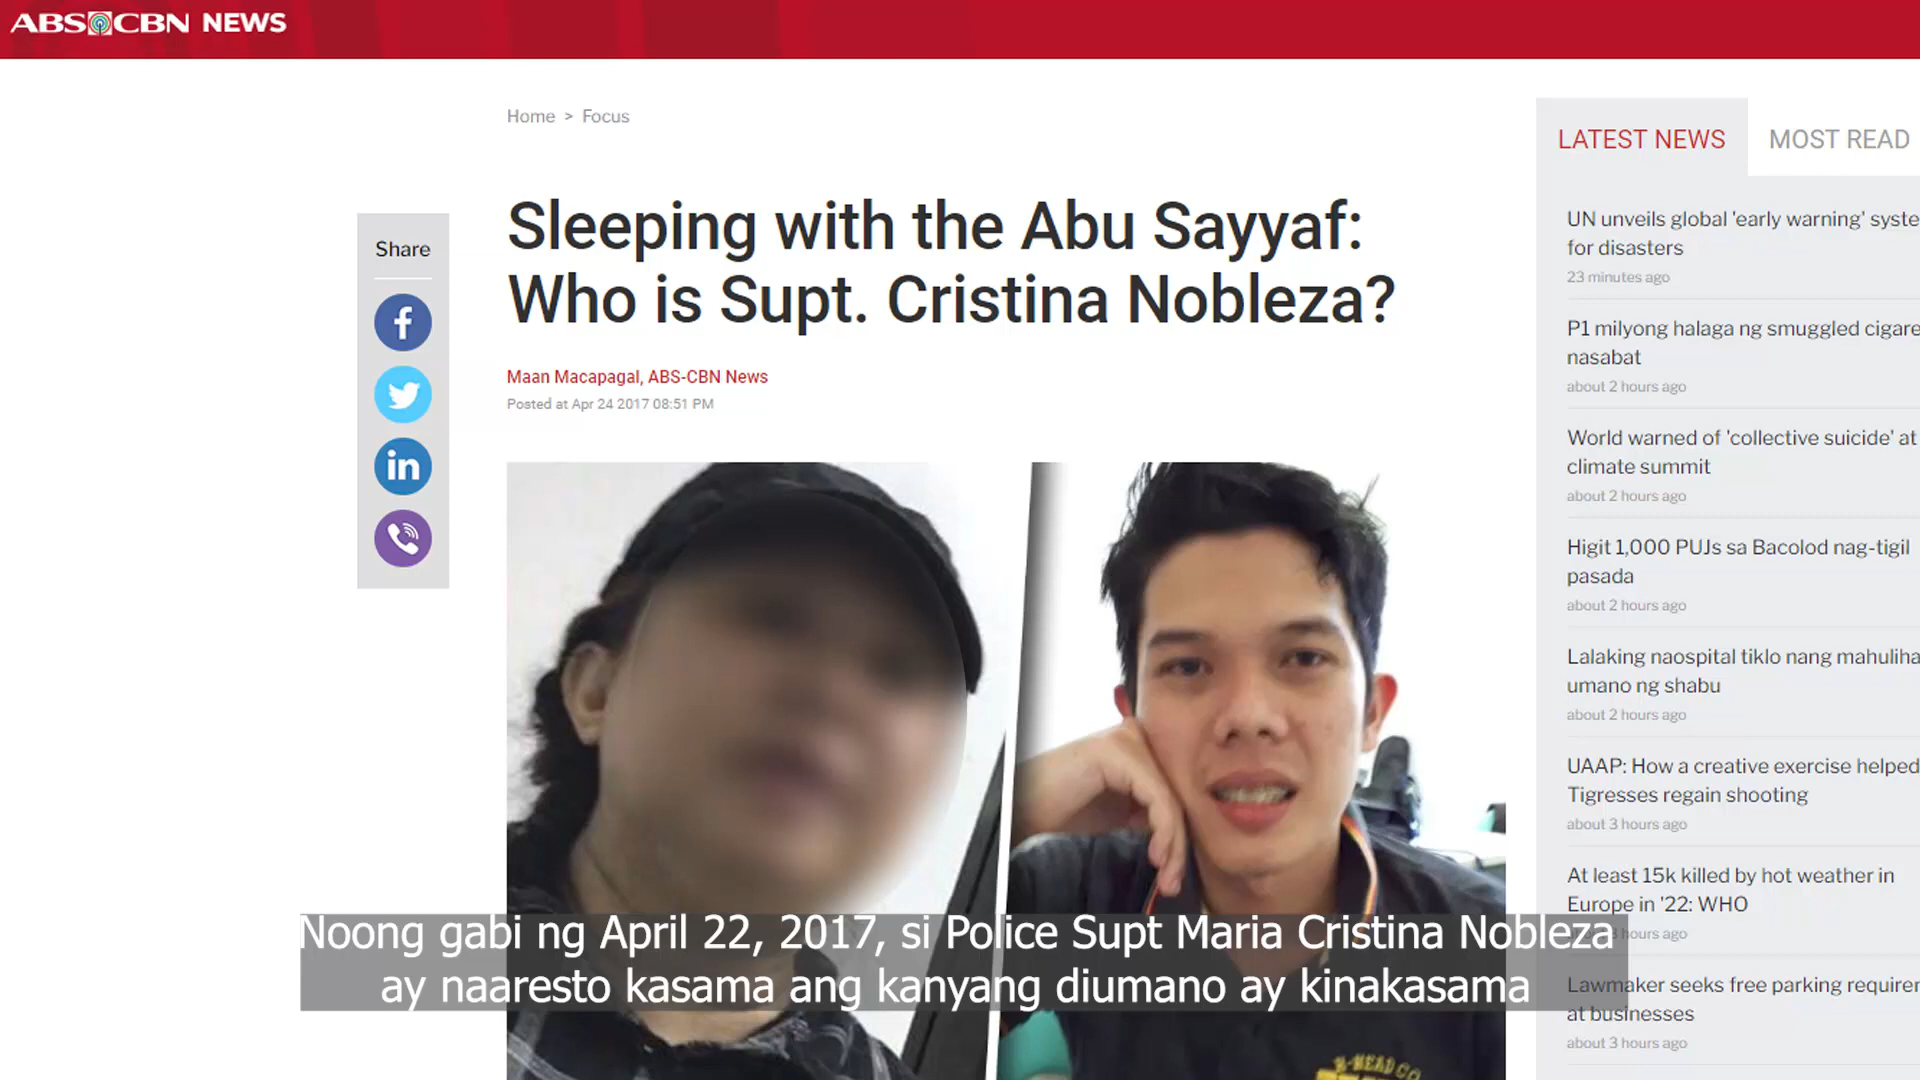 ABS-CBN NEWS
Home > Focus
Sleeping with the Abu Sayyaf:
Who is Supt. Cristina Nobleza?
Maan Macapagal, ABS-CBN News
Posted at Apr 24 2017 08:51 PM
Share
LATEST NEWS
MOST READ
UN unveils global 'early warning' syste
for disasters
23 minutes ago
P1 milyong halaga ng smuggled cigare
nasabat
about 2 hours ago
World warned of 'collective suicide' at
climate summit
about 2 hours ago
Higit 1,000 PUJs sa Bacolod nag-tigil
pasada
about 2 hours ago
Lalaking naospital tiklo nang mahuliha
umano ng shabu
about 2 hours ago
UAAP: How a creative exercise helped
Tigresses regain shooting
about 3 hours ago
At least 15k killed by hot weather in
Europe in '22: WHO
hours ago
Lawmaker seeks free parking requirer
at businesses
about 3 hours ago
Noong gabi ng April 22, 2017, si Police Supt Maria Cristina Nobleza
ay naaresto kasama ang kanyang diumano ay kinakasama